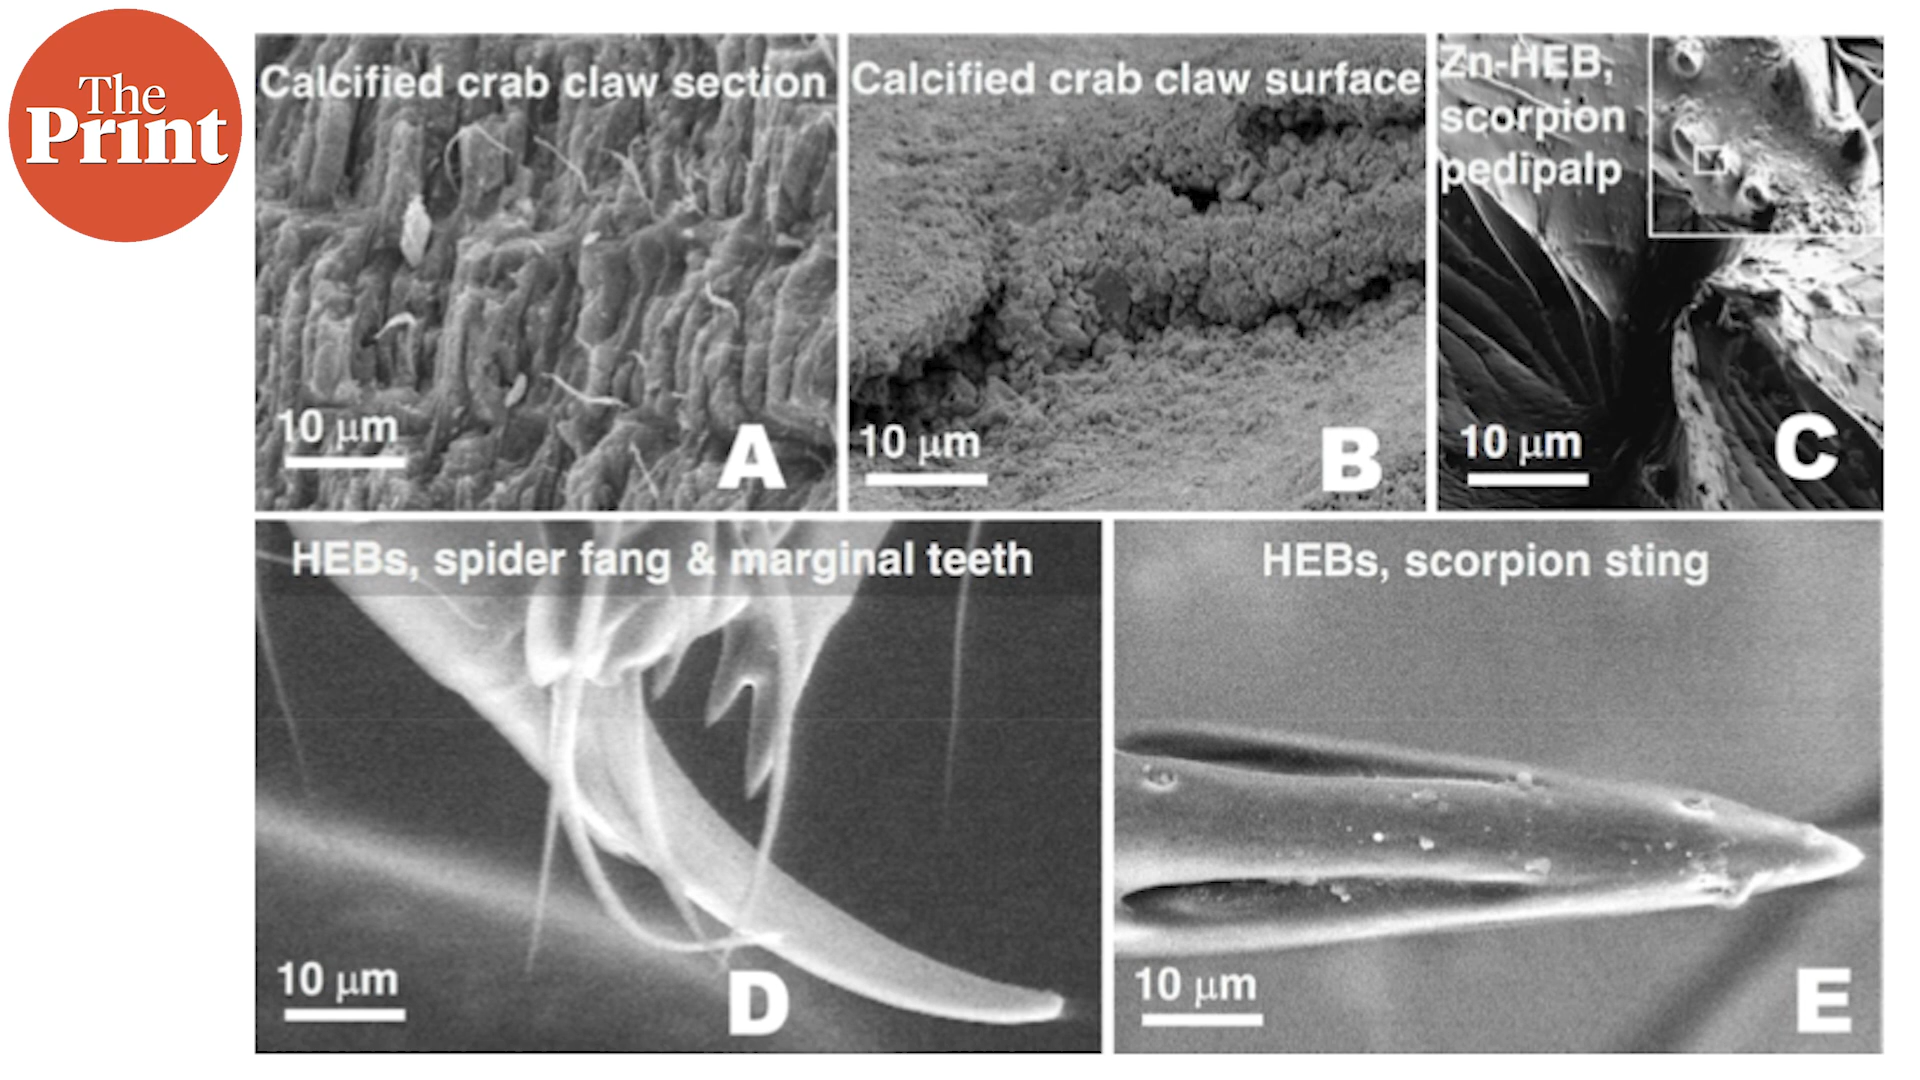 The
Print
Calcified crab claw section
10 μm
A
Calcified crab claw surface
10 μm
B
Zn-HEB,
scorpion
pedipalp
10 μm
C
HEBs, spider fang & marginal teeth
10 μm
D
HEBs, scorpion sting
10 μm
E